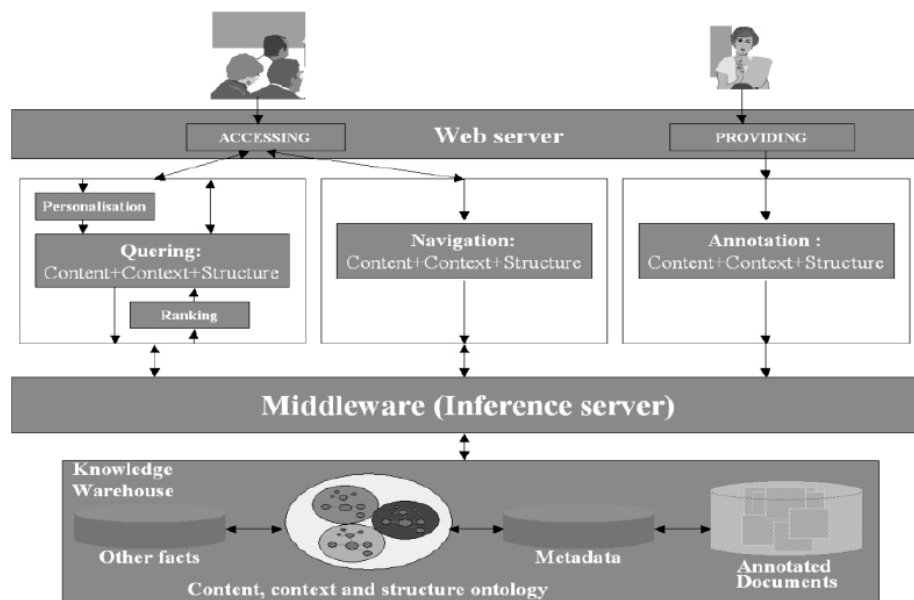 Web server
ACCESSING
PROVIDING
Personalisation
Quering:
Content+Context+Structure
Ranking
Navigation:
Content+Context+Structure
Annotation :
Content+Context+Structure
Middleware (Inference server)
Knowledge
Warehouse
Other facts
Content, context and structure ontology
Metadata
Annotated
Documents